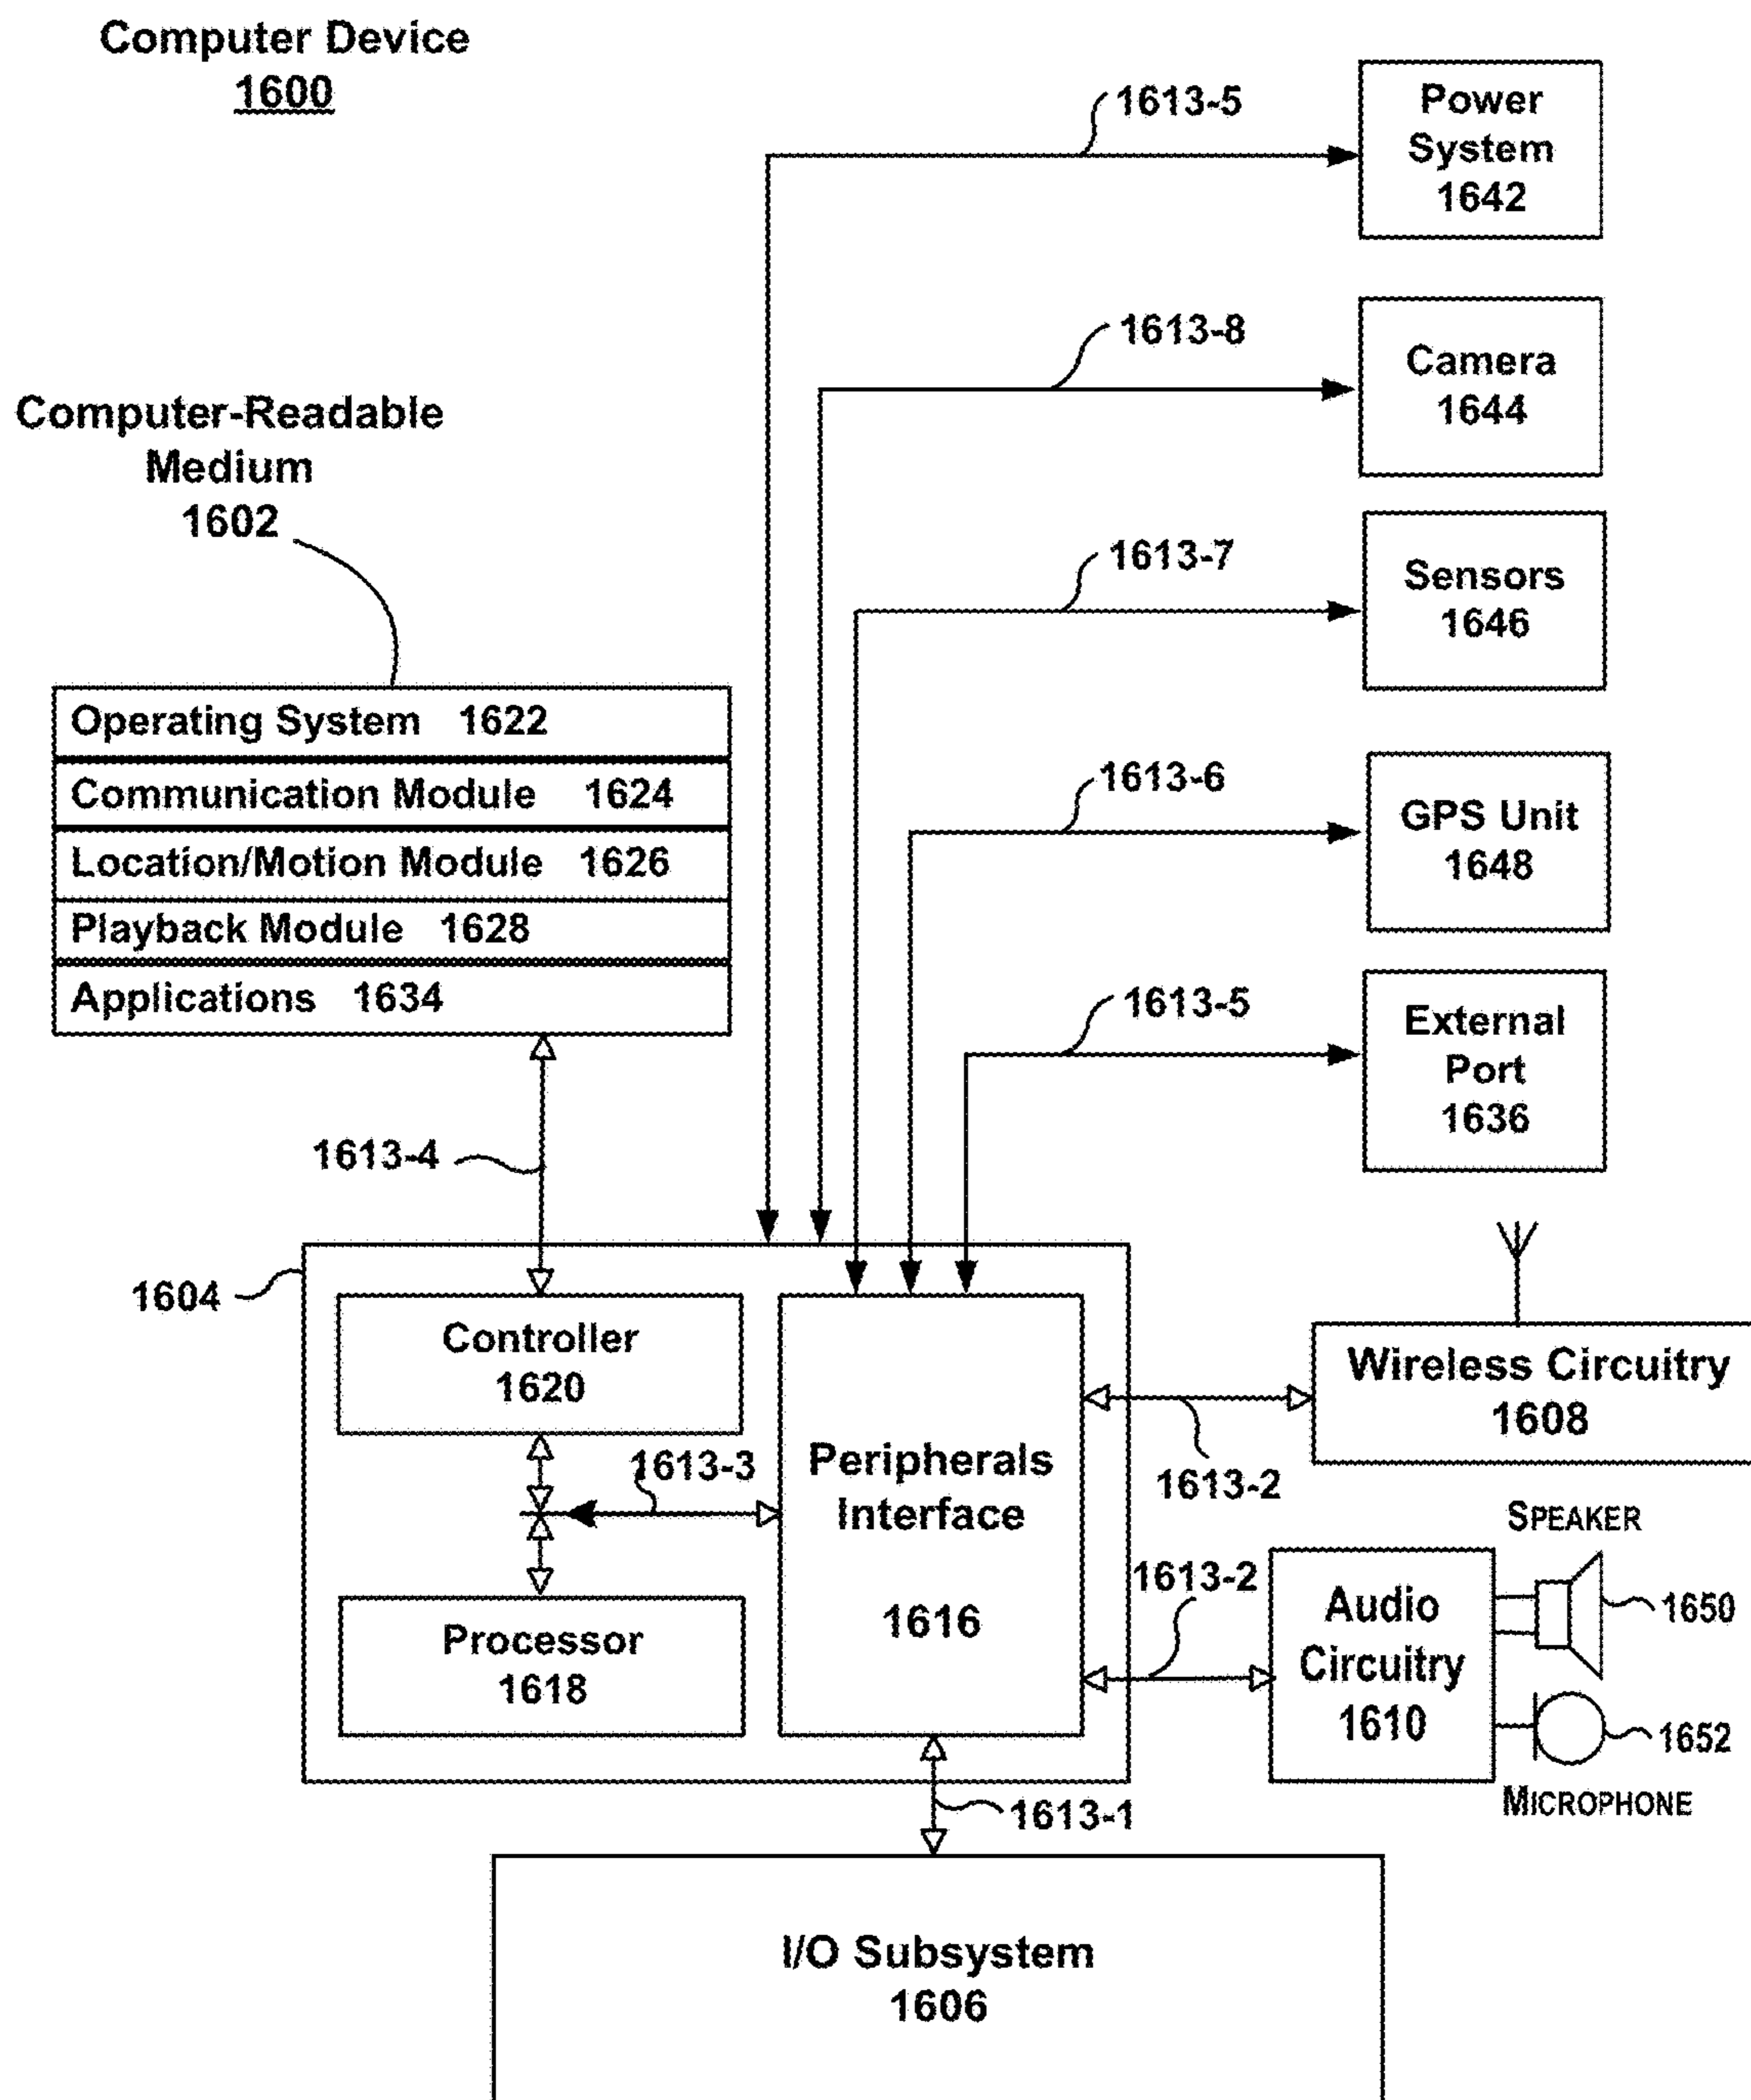 Computer Device
1600
1613-5
Power
System
1642
1613-8
Camera
1644
Computer-Readable
Medium
1602
1613-7
Sensors
1646
Operating System 1622
Communication Module 1624
Location/Motion Module 1626
Playback Module 1628
Applications 1634
1613-6
GPS Unit
1648
1613-5
External
Port
1636
1613-4
1604
Controller
1620
1613-3
Processor
1618
Peripherals
Interface
1616
Wireless Circuitry
1608
1613-2
SPEAKER
1613-2
Audio
Circuitry
1610
1650
1652
MICROPHONE
1613-1
I/O Subsystem
1606